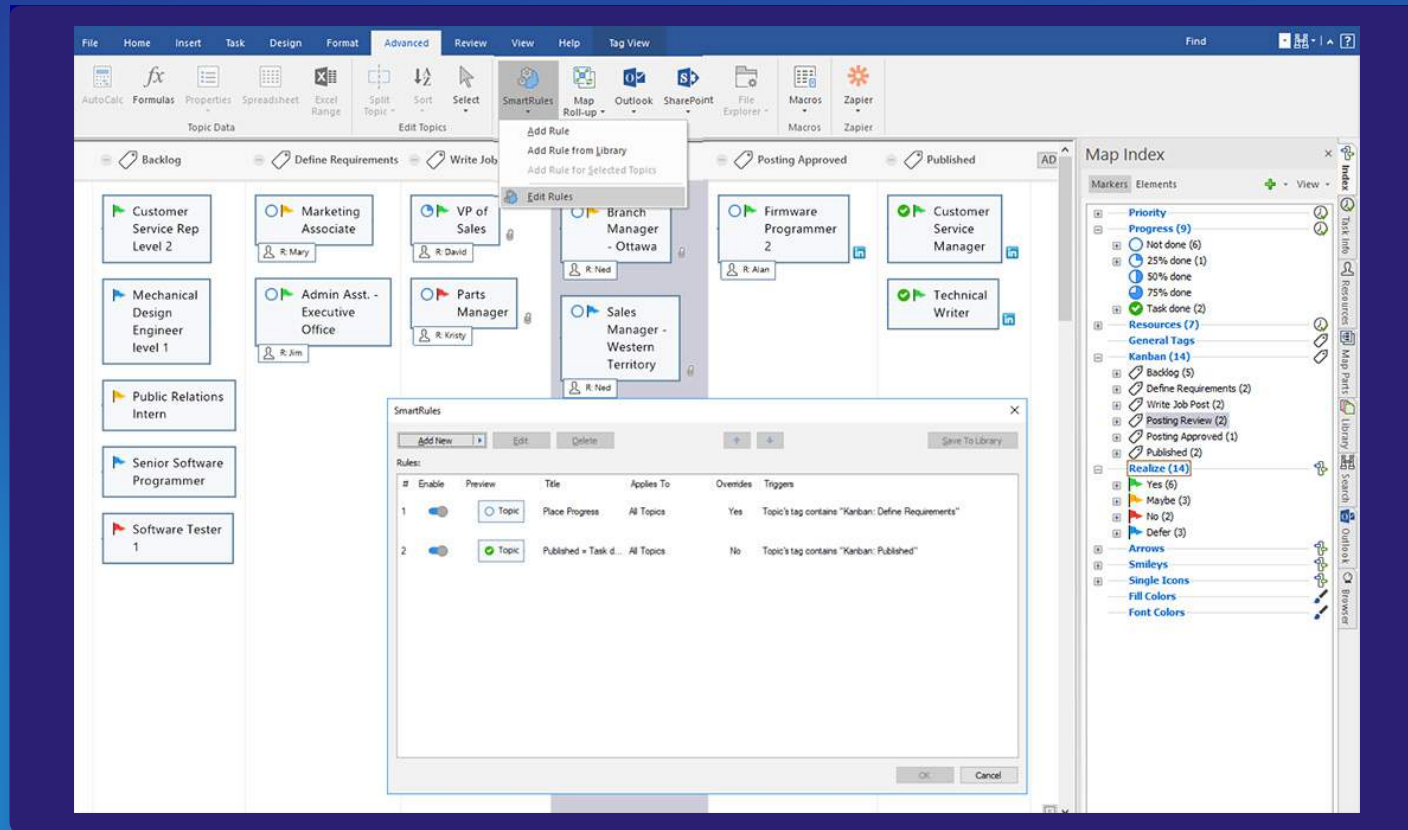 File Home Insert Task Design Format Advanced Review View Help Tag View Find
AutoCalc Formulas Properties Spreadsheet Excel Range Split Topic Sort Select SmartRules Map Roll-up Outlook SharePoint File Explorer Macros Zapier
Topic Data Edit Topics Macros Zapier
Add Rule
Add Rule from Library
Add Rule for Selected Topics
Edit Rules
Backlog Define Requirements Write Job Posting Approved Published AD
Customer
Service Rep
Level 2
Mechanical
Design
Engineer
level 1
Public Relations
Intern
Senior Software
Programmer
Software Tester
1
Marketing
Associate
R: Mary
Admin Asst. -
Executive
Office
R: Jim
VP of
Sales
R: David
Parts
Manager
R: Kristy
Branch
Manager
- Ottawa
R: Ned
Sales
Manager -
Western
Territory
R: Ned
Firmware
Programmer
2
R: Alan
Customer
Service
Manager
in
Technical
Writer
in
SmartRules
Add New Edit Delete Save To Library
Rules:
# Enable Preview Title Applies To Overrides Triggers
1 Topic Place Progress All Topics Yes Topic's tag contains "Kanban: Define Requirements"
2 Topic Published = Task d... All Topics No Topic's tag contains "Kanban: Published"
OK Cancel
Map Index
Markers Elements View
Priority
Progress (9)
Not done (6)
25% done (1)
50% done
75% done
Task done (2)
Resources (7)
General Tags
Kanban (14)
Backlog (5)
Define Requirements (2)
Write Job Post (2)
Posting Review (2)
Posting Approved (1)
Published (2)
Realize (14)
Yes (6)
Maybe (3)
No (2)
Defer (3)
Arrows
Smileys
Single Icons
Fill Colors
Font Colors
Index
Task Info
Resources
Map Parts
Library
Search
Outlook
Browser